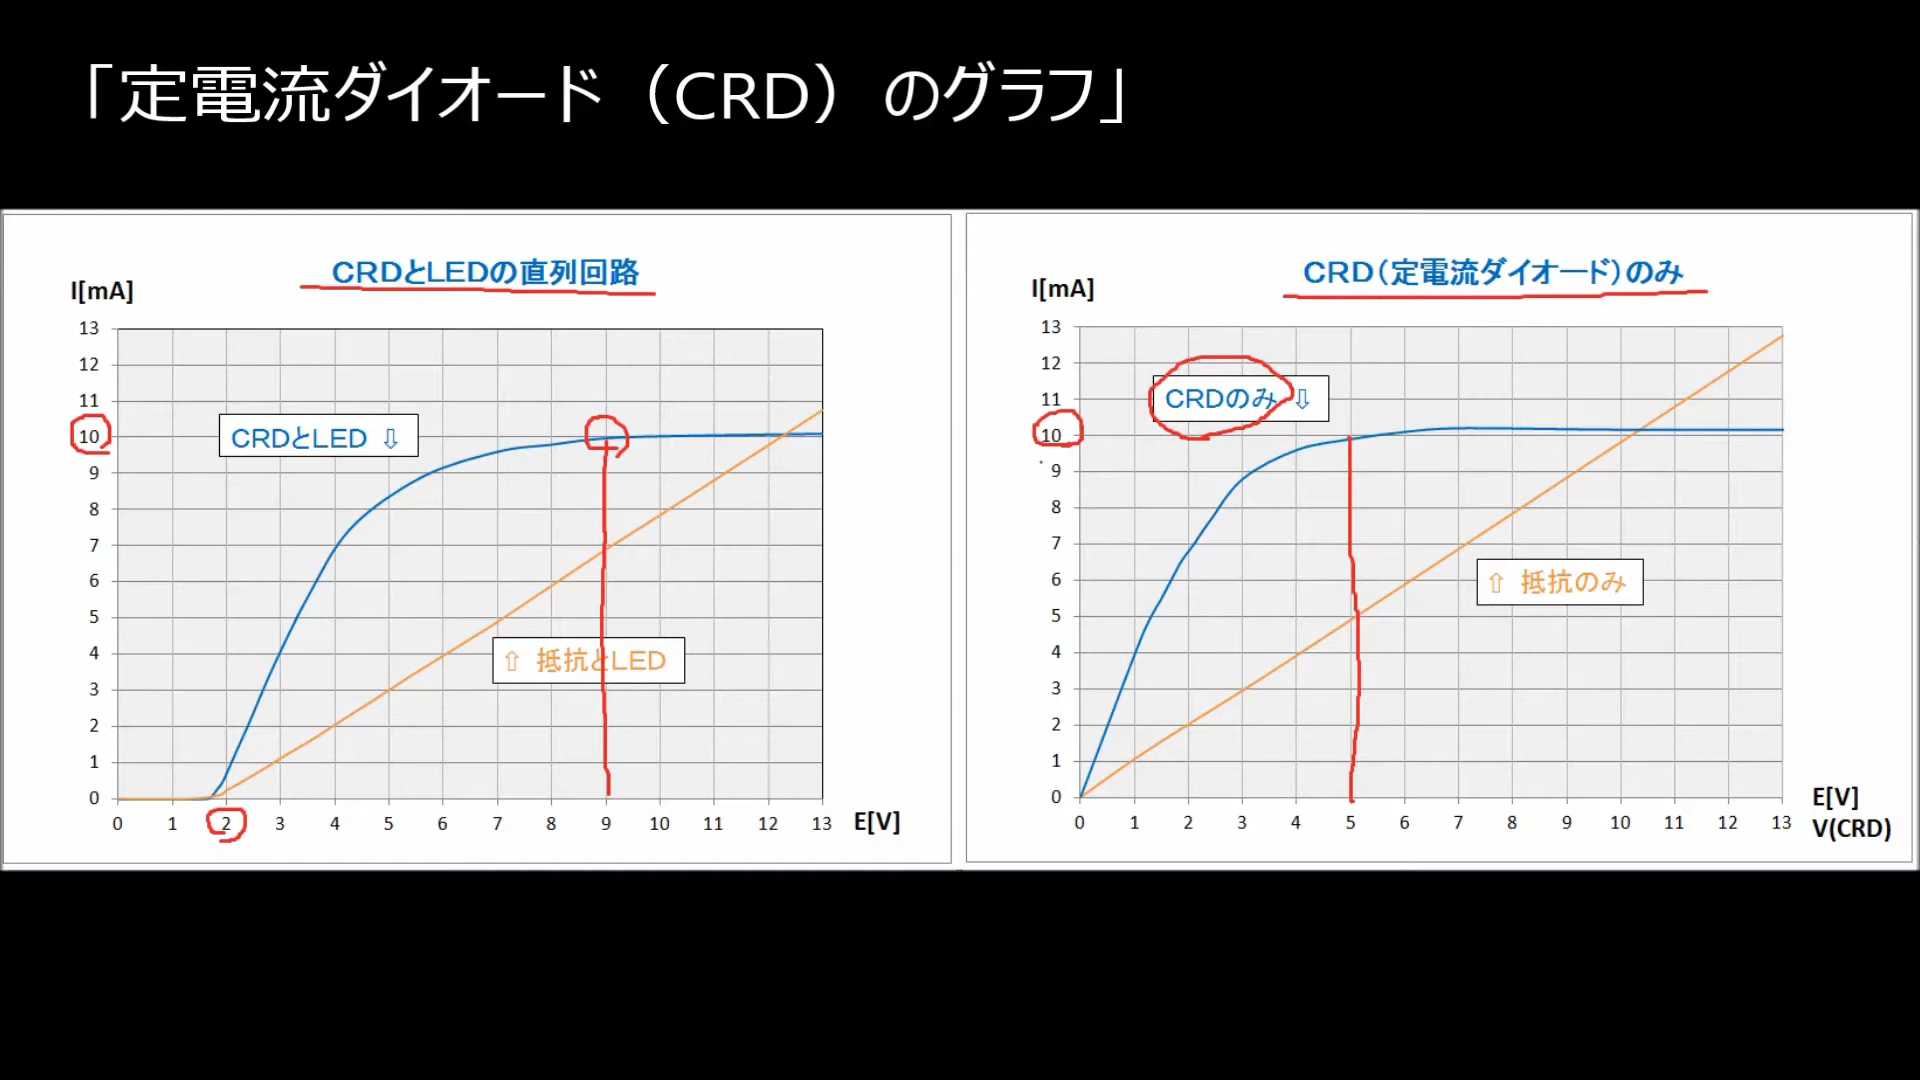 「定電流ダイオード（CRD）のグラフ」
CRDとLEDの直列回路
I[mA]
13
12
11
10
9
8
7
6
5
4
3
2
1
0
CRDとLED ⇩
⇧ 抵抗とLED
0 1 2 3 4 5 6 7 8 9 10 11 12 13 E[V]
CRD（定電流ダイオード）のみ
I[mA]
13
12
11
10
9
8
7
6
5
4
3
2
1
0
CRDのみ ⇩
⇧ 抵抗のみ
0 1 2 3 4 5 6 7 8 9 10 11 12 13
E[V]
V(CRD)